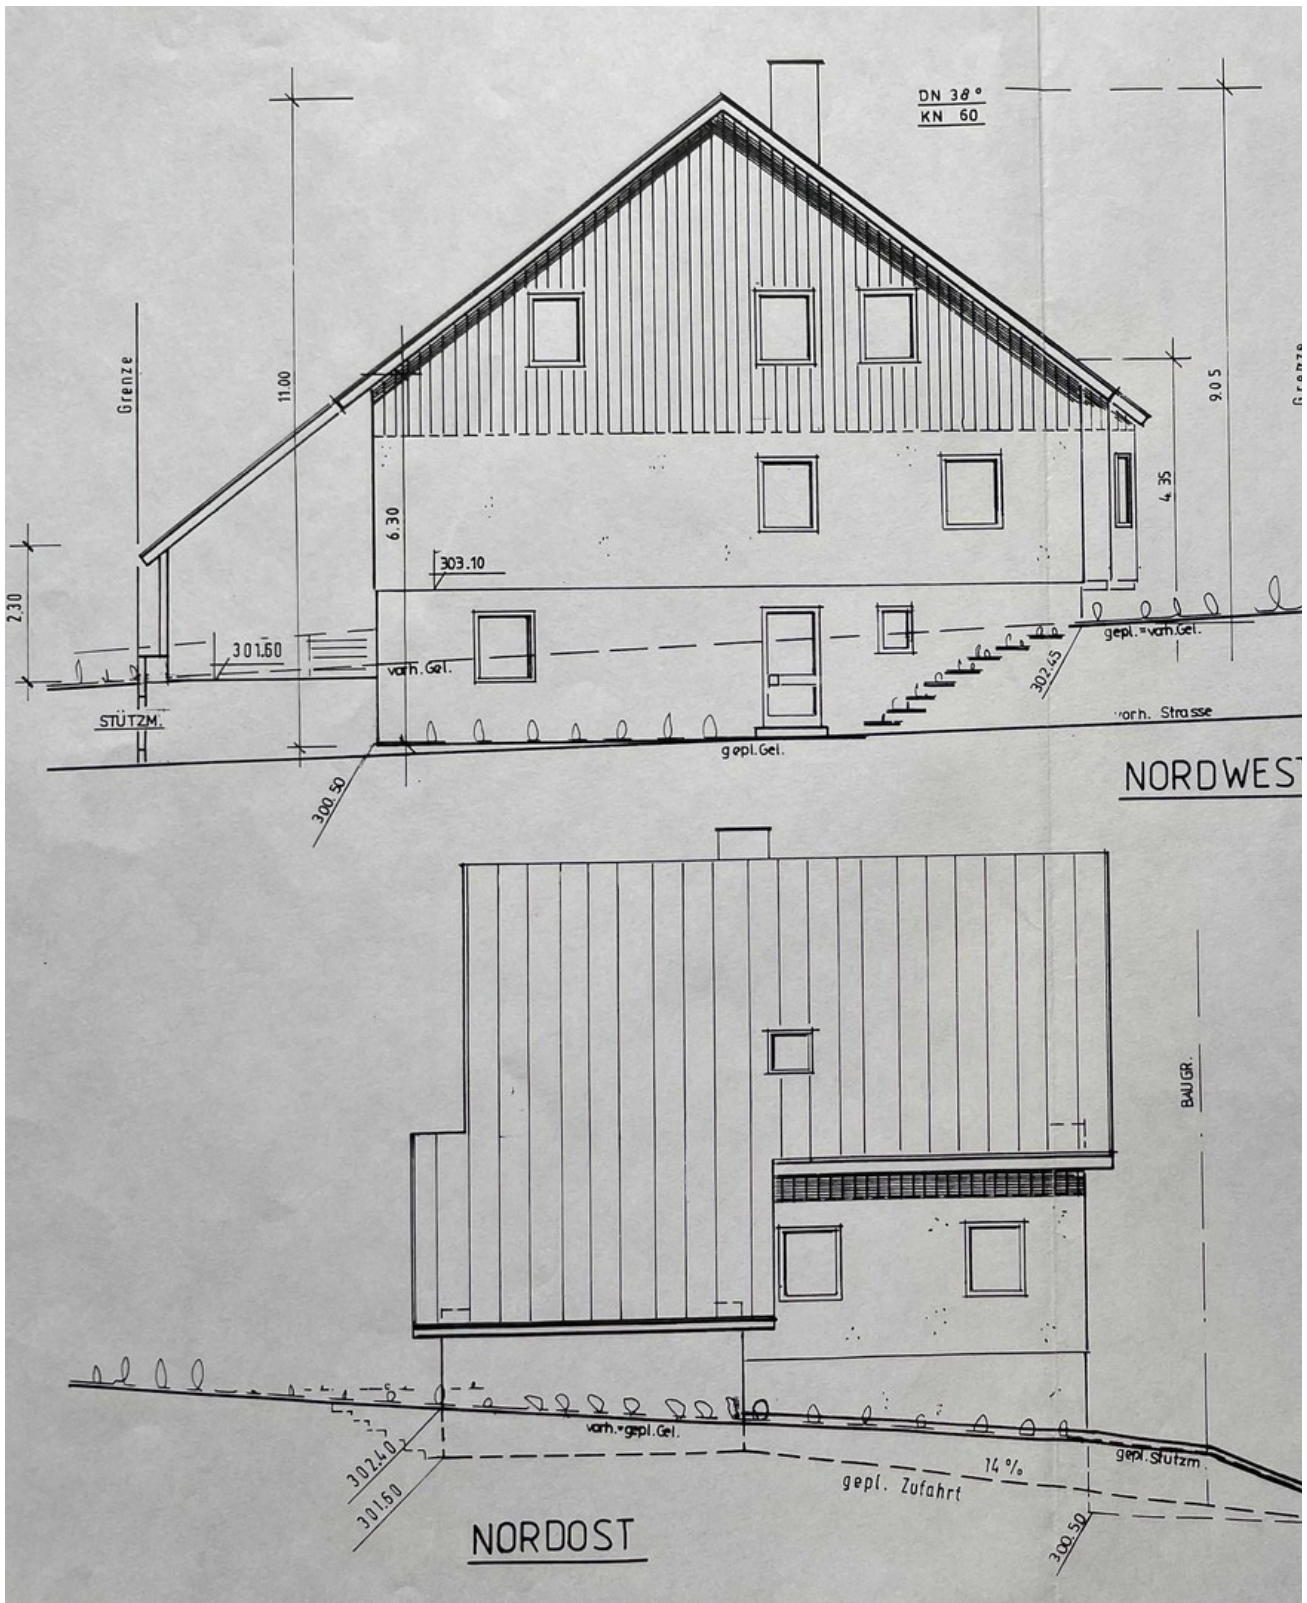 DN 38°
KN 60
Grenze
11.00
9.05
4.35
6.30
303.10
2.30
301.60
vorh. Gel.
gepl.=vorh.Gel.
302.45
STÜTZM.
vorh. Strasse
gepl.Gel.
300.50
NORDWEST
BAUGR.
vorh.=gepl.Gel.
302.40
301.60
14%
gepl. Zufahrt
gepl.Stützm.
300.50
NORDOST